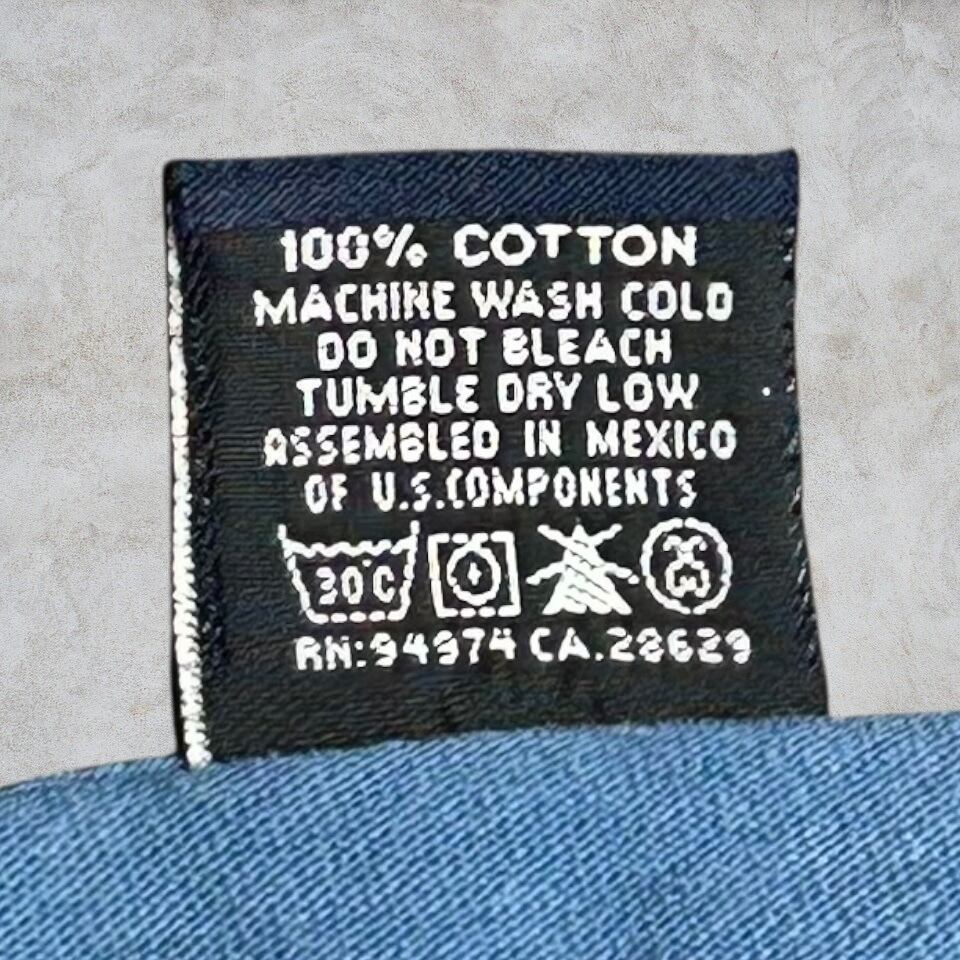 100% COTTON
MACHINE WASH COLD
DO NOT BLEACH
TUMBLE DRY LOW
ASSEMBLED IN MEXICO
OF U.S.COMPONENTS
30°C
RN:94974 CA.28629